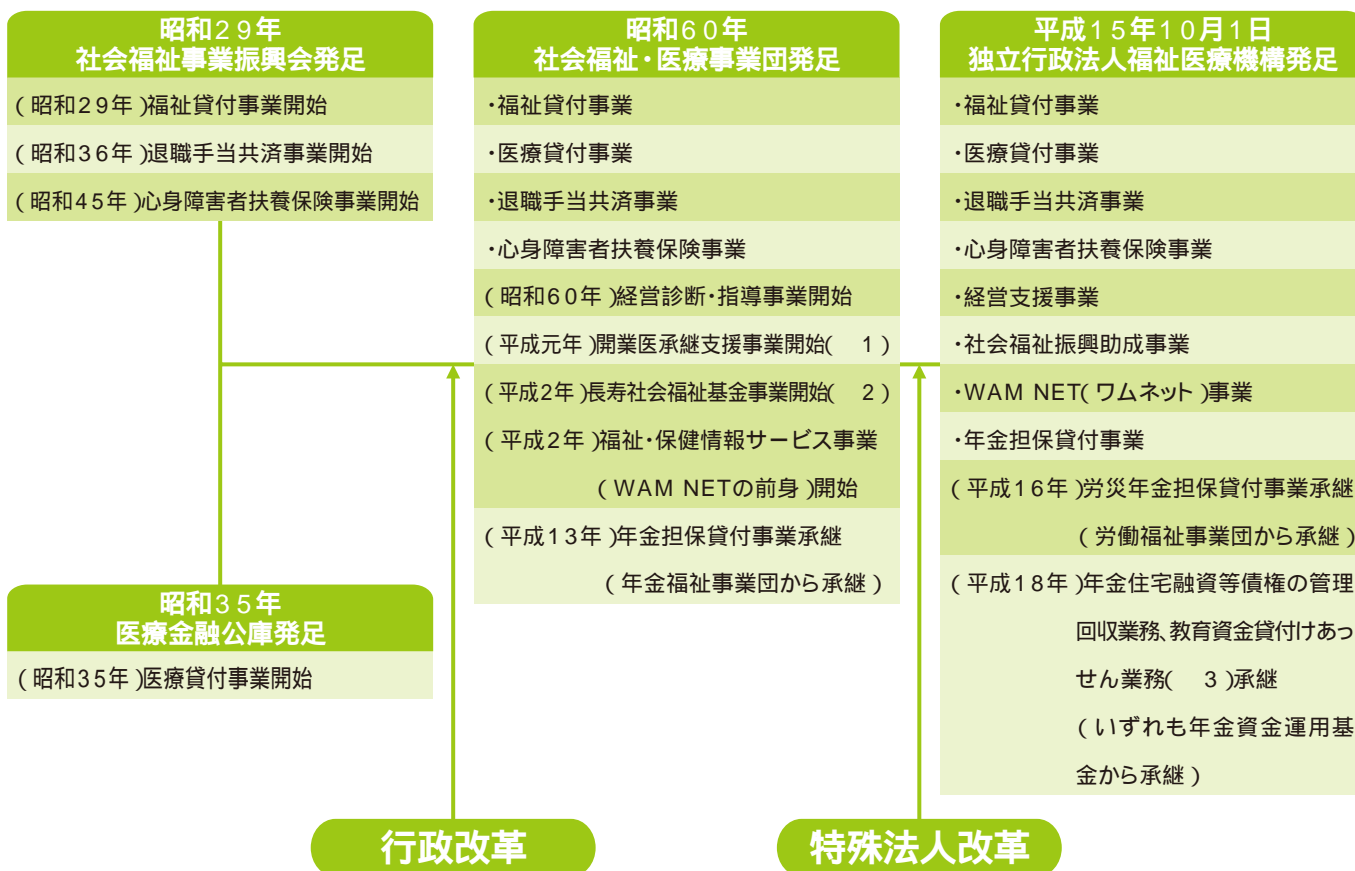 昭和29年
社会福祉事業振興会発足
(昭和29年)福祉貸付事業開始
(昭和36年)退職手当共済事業開始
(昭和45年)心身障害者扶養保険事業開始
昭和35年
医療金融公庫発足
(昭和35年)医療貸付事業開始
昭和60年
社会福祉・医療事業団発足
・福祉貸付事業
・医療貸付事業
・退職手当共済事業
・心身障害者扶養保険事業
(昭和60年)経営診断・指導事業開始
(平成元年)開業医承継支援事業開始( 1)
(平成2年)長寿社会福祉基金事業開始( 2)
(平成2年)福祉・保健情報サービス事業
(WAM NETの前身)開始
(平成13年)年金担保貸付事業承継
(年金福祉事業団から承継)
平成15年10月1日
独立行政法人福祉医療機構発足
・福祉貸付事業
・医療貸付事業
・退職手当共済事業
・心身障害者扶養保険事業
・経営支援事業
・社会福祉振興助成事業
・WAM NET(ワムネット)事業
・年金担保貸付事業
(平成16年)労災年金担保貸付事業承継
(労働福祉事業団から承継)
(平成18年)年金住宅融資等債権の管理
回収業務、教育資金貸付けあっ
せん業務( 3)承継
(いずれも年金資金運用基
金から承継)
行政改革
特殊法人改革